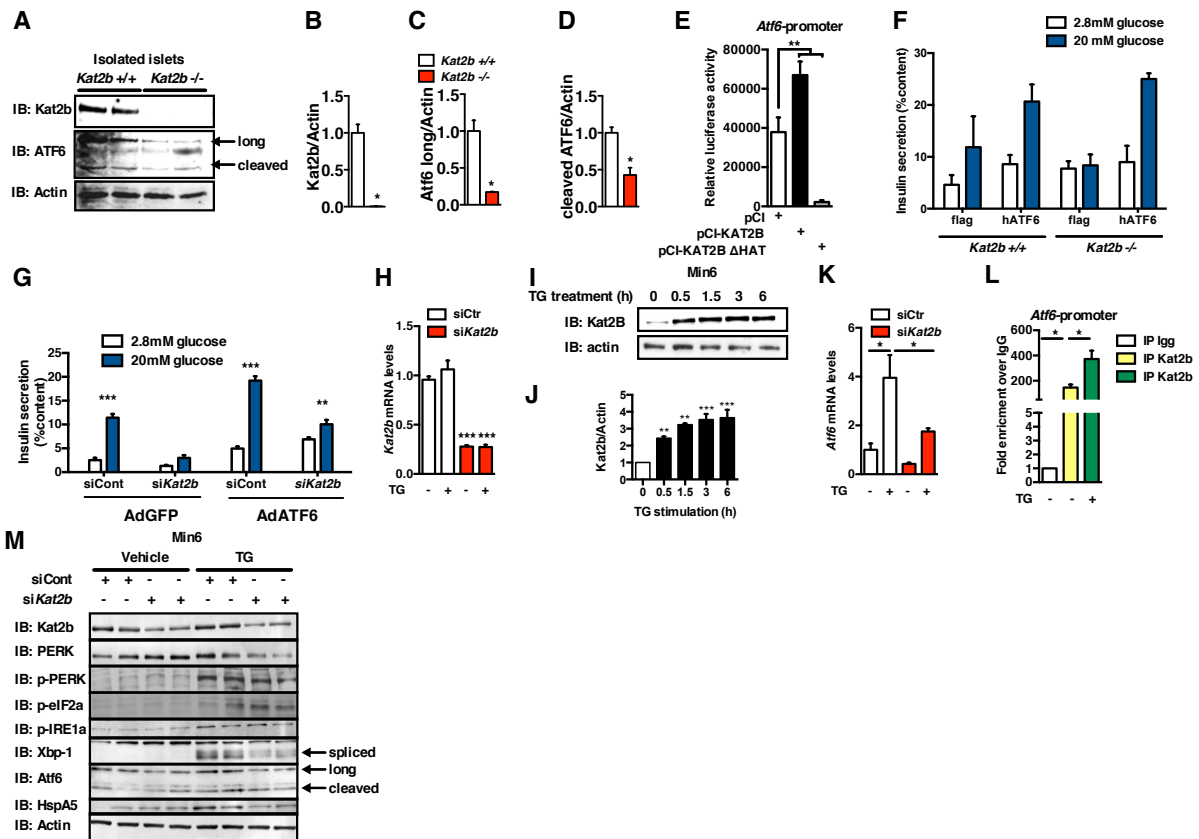 A
Isolated islets
Kat2b +/+ Kat2b -/-
IB: Kat2b
IB: ATF6
long
cleaved
IB: Actin
B
Kat2b/Actin
1.5
1.0
0.5
0.0
*
C
Kat2b +/+
Kat2b -/-
Atf6 long/Actin
1.5
1.0
0.5
0.0
*
D
cleaved ATF6/Actin
1.5
1.0
0.5
0.0
*
E
Atf6-promoter
Relative luciferase activity
80000
60000
40000
20000
0
**
pCI +
pCI-KAT2B +
pCI-KAT2B ΔHAT +
F
2.8mM glucose
20 mM glucose
Insulin secretion (%content)
30
20
10
0
flag hATF6 flag hATF6
Kat2b +/+ Kat2b -/-
G
2.8mM glucose
20mM glucose
Insulin secretion
(%content)
25
20
15
10
5
0
*** *** **
siCont siKat2b siCont siKat2b
AdGFP AdATF6
H
siCtr
siKat2b
Kat2b mRNA levels
1.5
1.0
0.5
0.0
*** ***
TG - + - +
I
Min6
TG treatment (h) 0 0.5 1.5 3 6
IB: Kat2B
IB: actin
J
Kat2b/Actin
5
4
3
2
1
0
** ** *** ***
0 0.5 1.5 3 6
TG stimulation (h)
K
siCtr
siKat2b
Atf6 mRNA levels
6
4
2
0
* *
TG - + - +
L
Atf6-promoter
Fold enricment over IgG
600
400
200
5
4
3
2
1
0
* *
IP Igg
IP Kat2b
IP Kat2b
TG - - +
M
Min6
Vehicle TG
siCont + + - - + + - -
siKat2b - - + + - - + +
IB: Kat2b
IB: PERK
IB: p-PERK
IB: p-eIF2a
IB: p-IRE1a
IB: Xbp-1
spliced
IB: Atf6
long
cleaved
IB: HspA5
IB: Actin